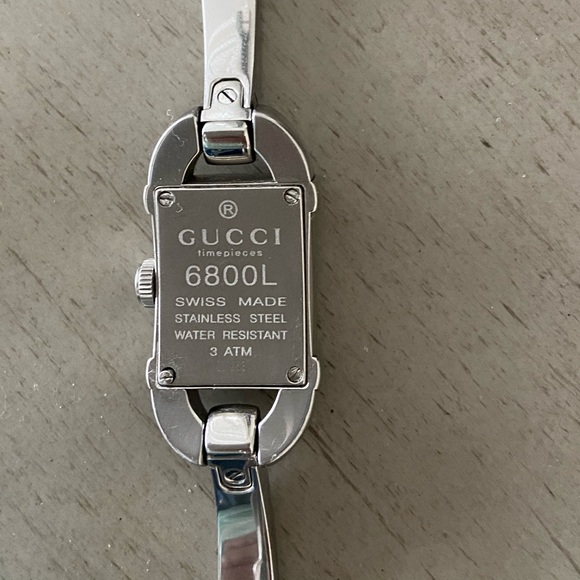 ®
GUCCI
timepieces
6800L
SWISS MADE
STAINLESS STEEL
WATER RESISTANT
3 ATM